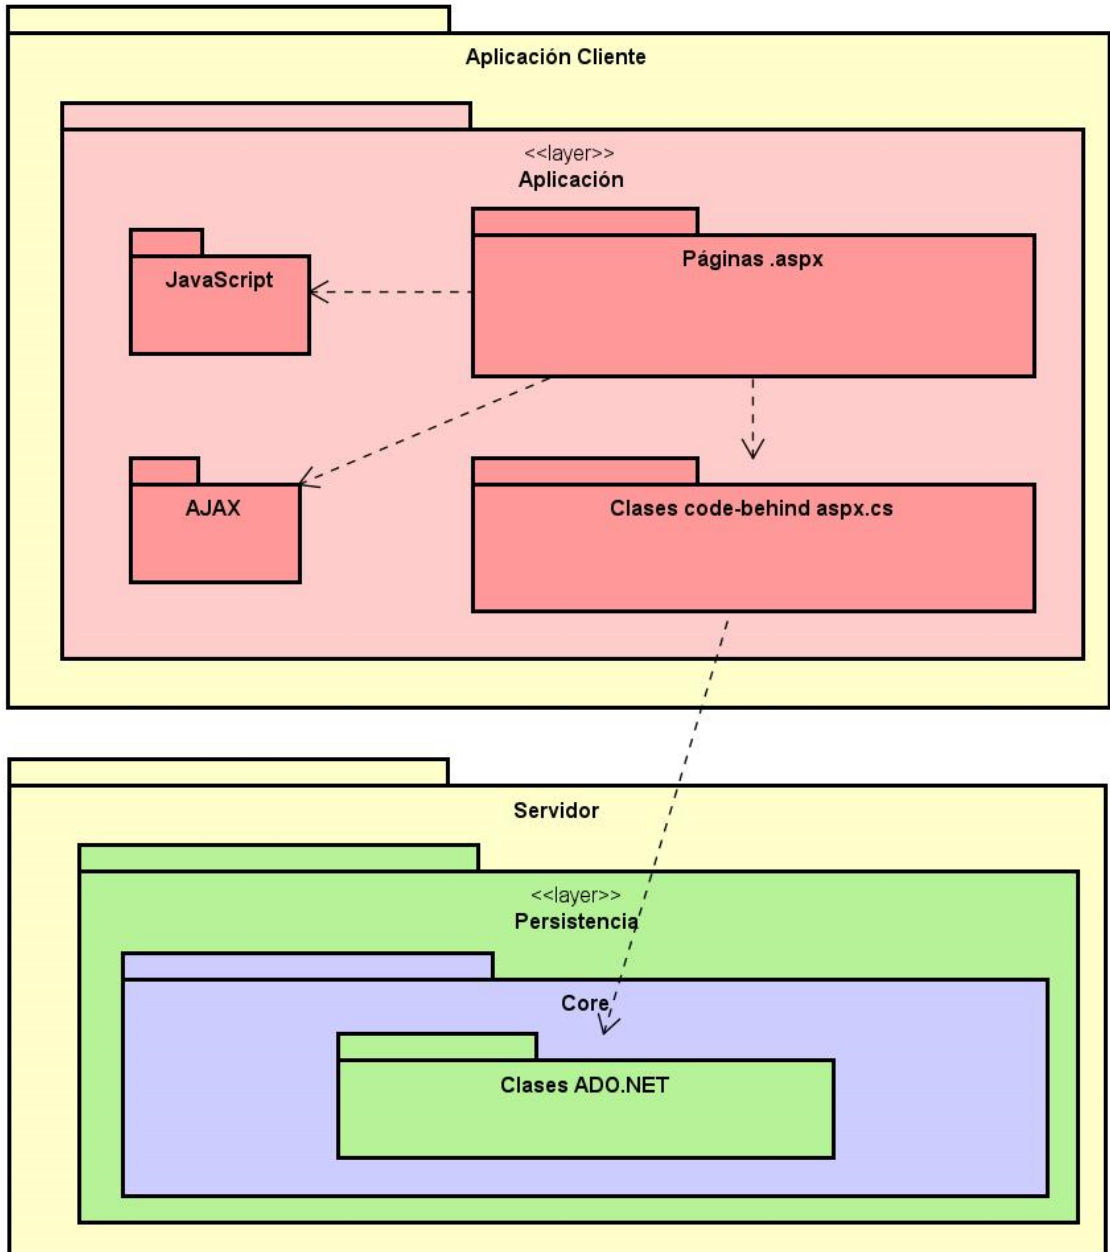 Aplicación Cliente
<<layer>>
Aplicación
Páginas .aspx
JavaScript
AJAX
Clases code-behind aspx.cs
Servidor
<<layer>>
Persistencia
Core
Clases ADO.NET